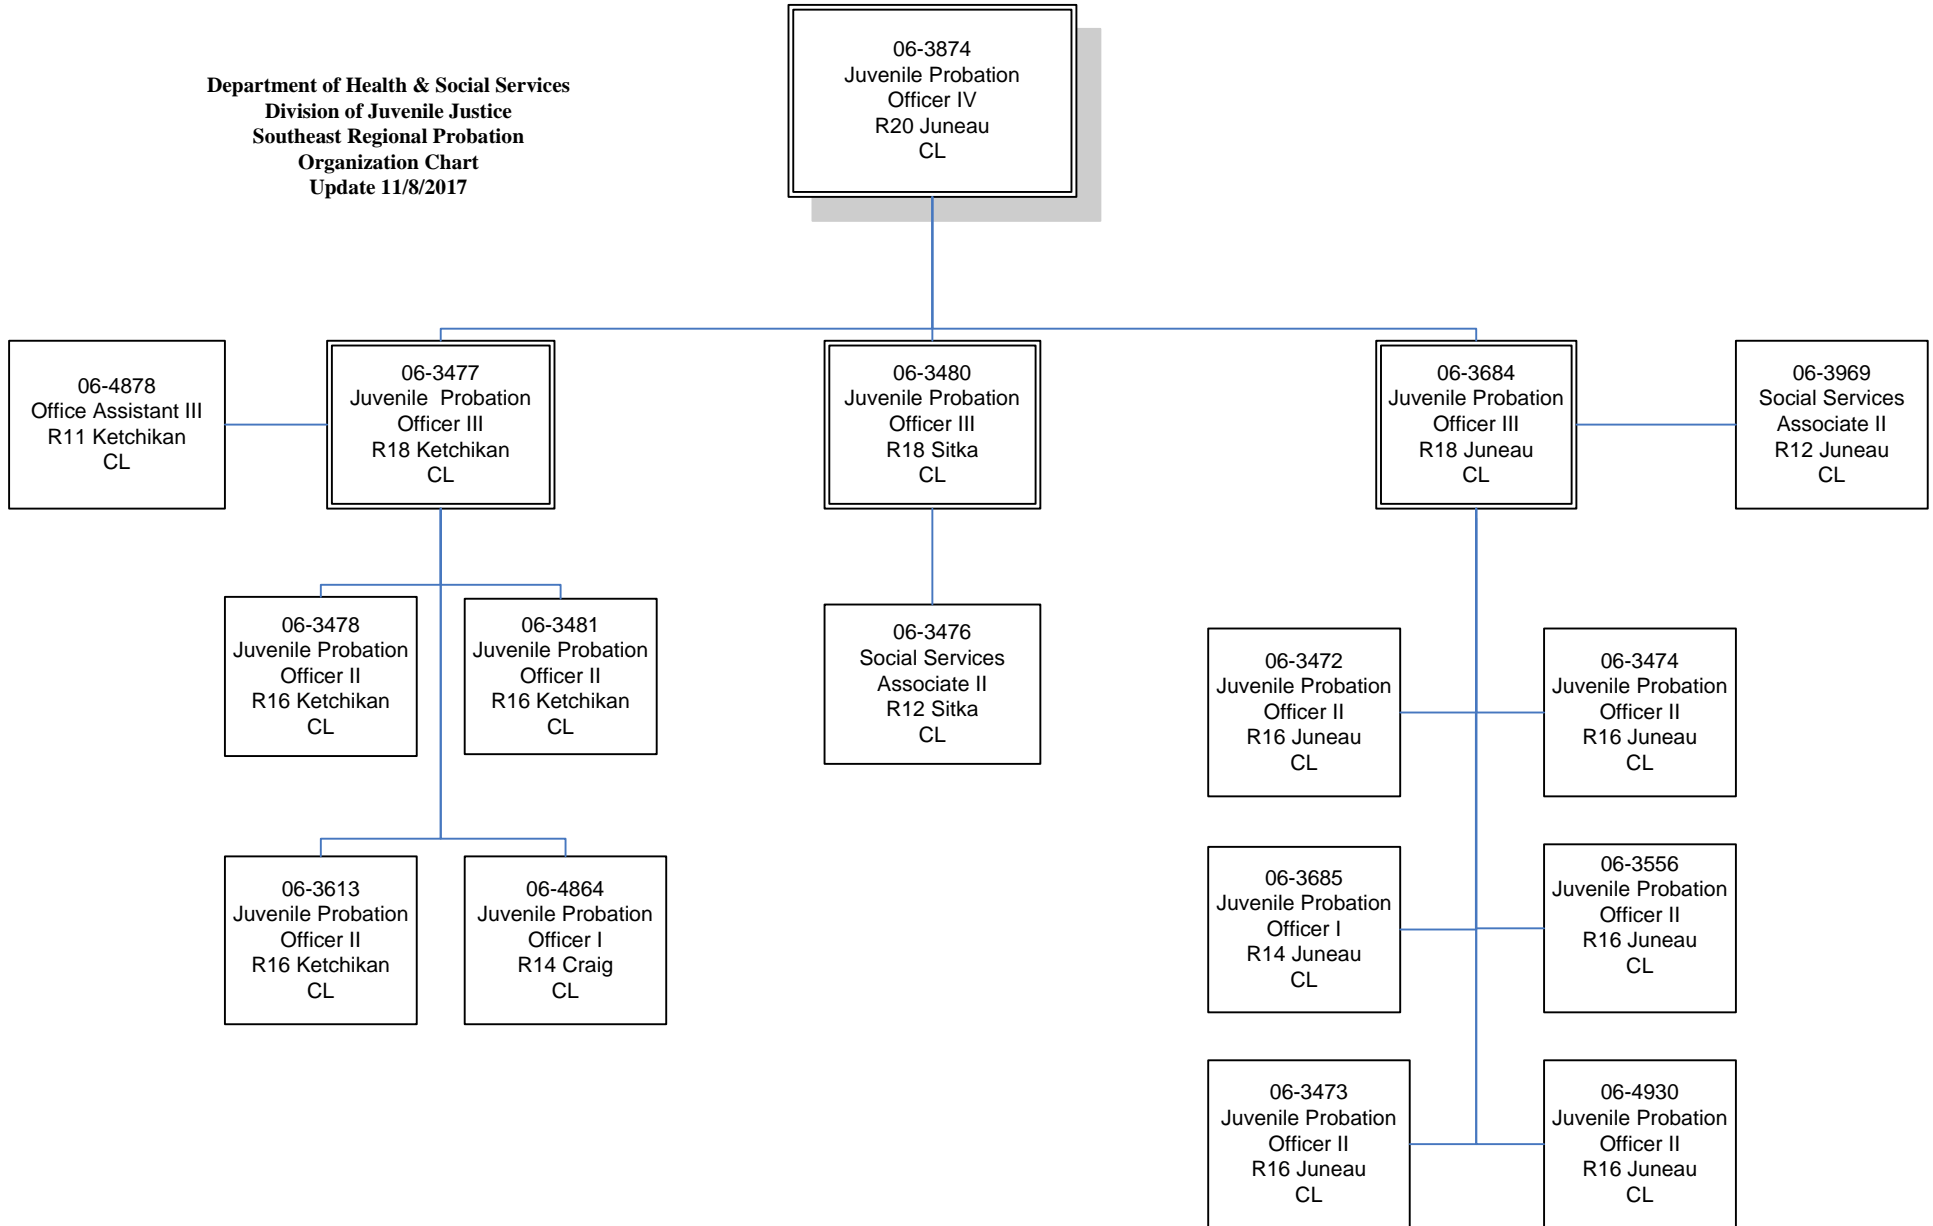 Department of Health & Social Services
Division of Juvenile Justice
Southeast Regional Probation
Organization Chart
Update 11/8/2017
06-3874
Juvenile Probation
Officer IV
R20 Juneau
CL
06-4878
Office Assistant III
R11 Ketchikan
CL
06-3477
Juvenile Probation
Officer III
R18 Ketchikan
CL
06-3480
Juvenile Probation
Officer III
R18 Sitka
CL
06-3684
Juvenile Probation
Officer III
R18 Juneau
CL
06-3969
Social Services
Associate II
R12 Juneau
CL
06-3478
Juvenile Probation
Officer II
R16 Ketchikan
CL
06-3481
Juvenile Probation
Officer II
R16 Ketchikan
CL
06-3476
Social Services
Associate II
R12 Sitka
CL
06-3472
Juvenile Probation
Officer II
R16 Juneau
CL
06-3474
Juvenile Probation
Officer II
R16 Juneau
CL
06-3613
Juvenile Probation
Officer II
R16 Ketchikan
CL
06-4864
Juvenile Probation
Officer I
R14 Craig
CL
06-3685
Juvenile Probation
Officer I
R14 Juneau
CL
06-3556
Juvenile Probation
Officer II
R16 Juneau
CL
06-3473
Juvenile Probation
Officer II
R16 Juneau
CL
06-4930
Juvenile Probation
Officer II
R16 Juneau
CL